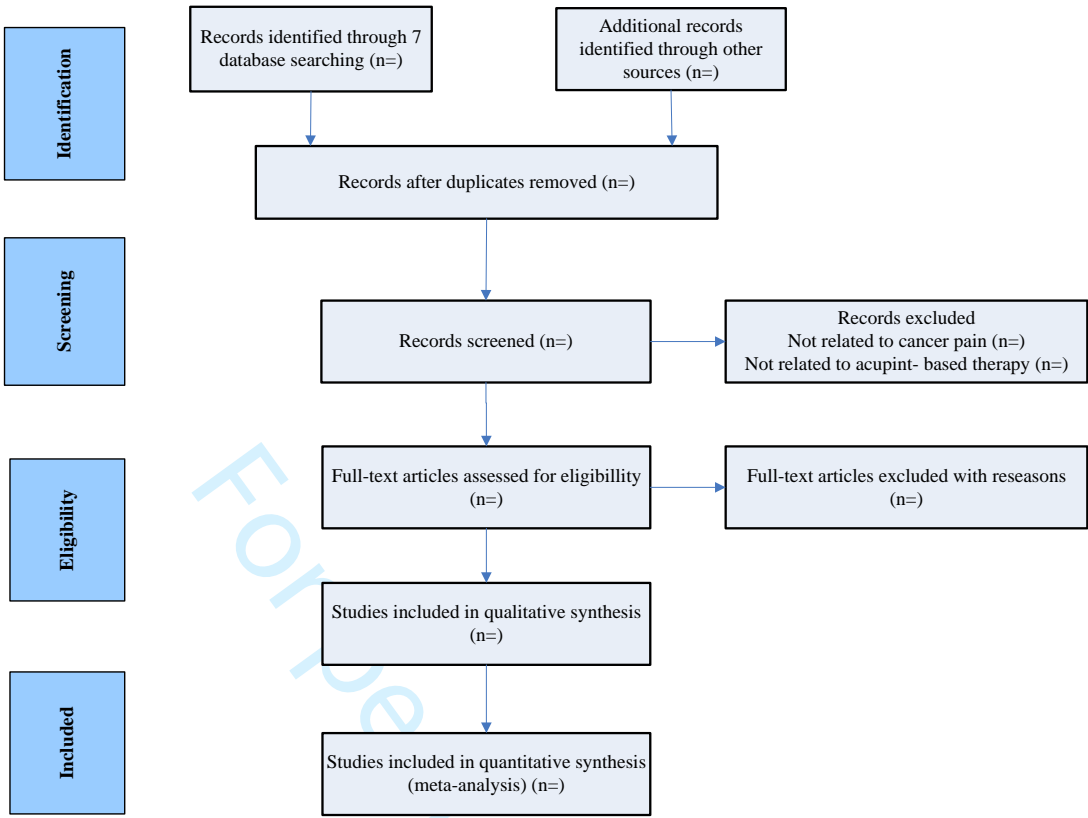 Identification
Records identified through 7
database searching (n=)
Additional records
identified through other
sources (n=)
Records after duplicates removed (n=)
Screening
Records screened (n=)
Records excluded
Not related to cancer pain (n=)
Not related to acupint- based therapy (n=)
Eligibility
Full-text articles assessed for eligibillity
(n=)
Full-text articles excluded with reseasons
(n=)
Studies included in qualitative synthesis
(n=)
Included
Studies included in quantitative synthesis
(meta-analysis) (n=)
For pe